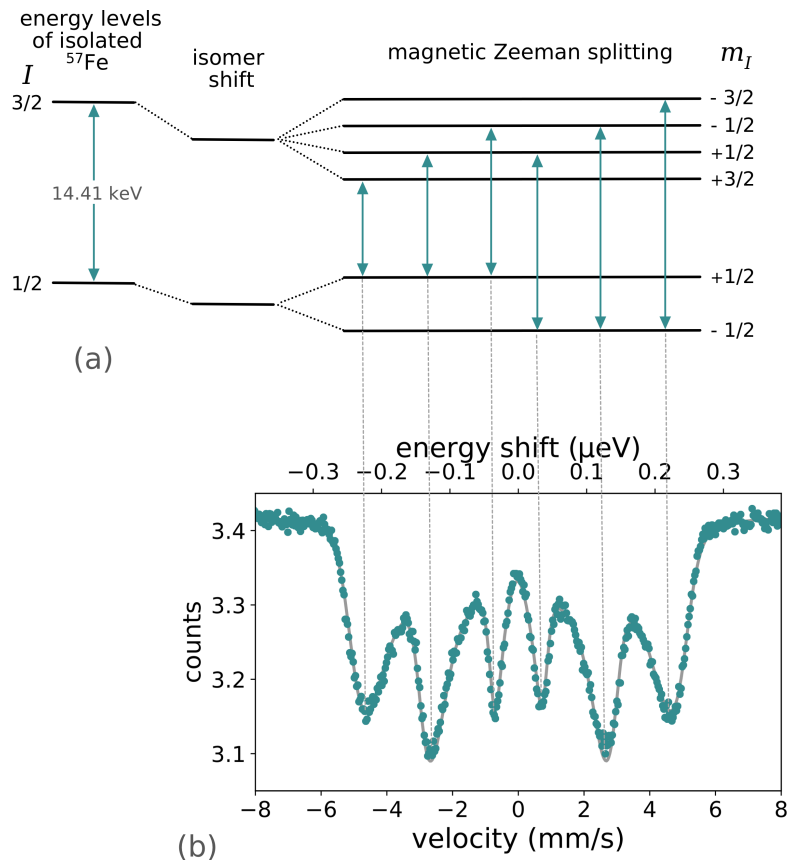 energy levels
of isolated
⁵⁷Fe
isomer
shift
magnetic Zeeman splitting
m_I
I
3/2
- 3/2
- 1/2
+1/2
+3/2
14.41 keV
1/2
+1/2
- 1/2
(a)
energy shift (μeV)
−0.3 −0.2 −0.1 0.0 0.1 0.2 0.3
3.4
3.3
3.2
3.1
counts
−8 −6 −4 −2 0 2 4 6 8
velocity (mm/s)
(b)